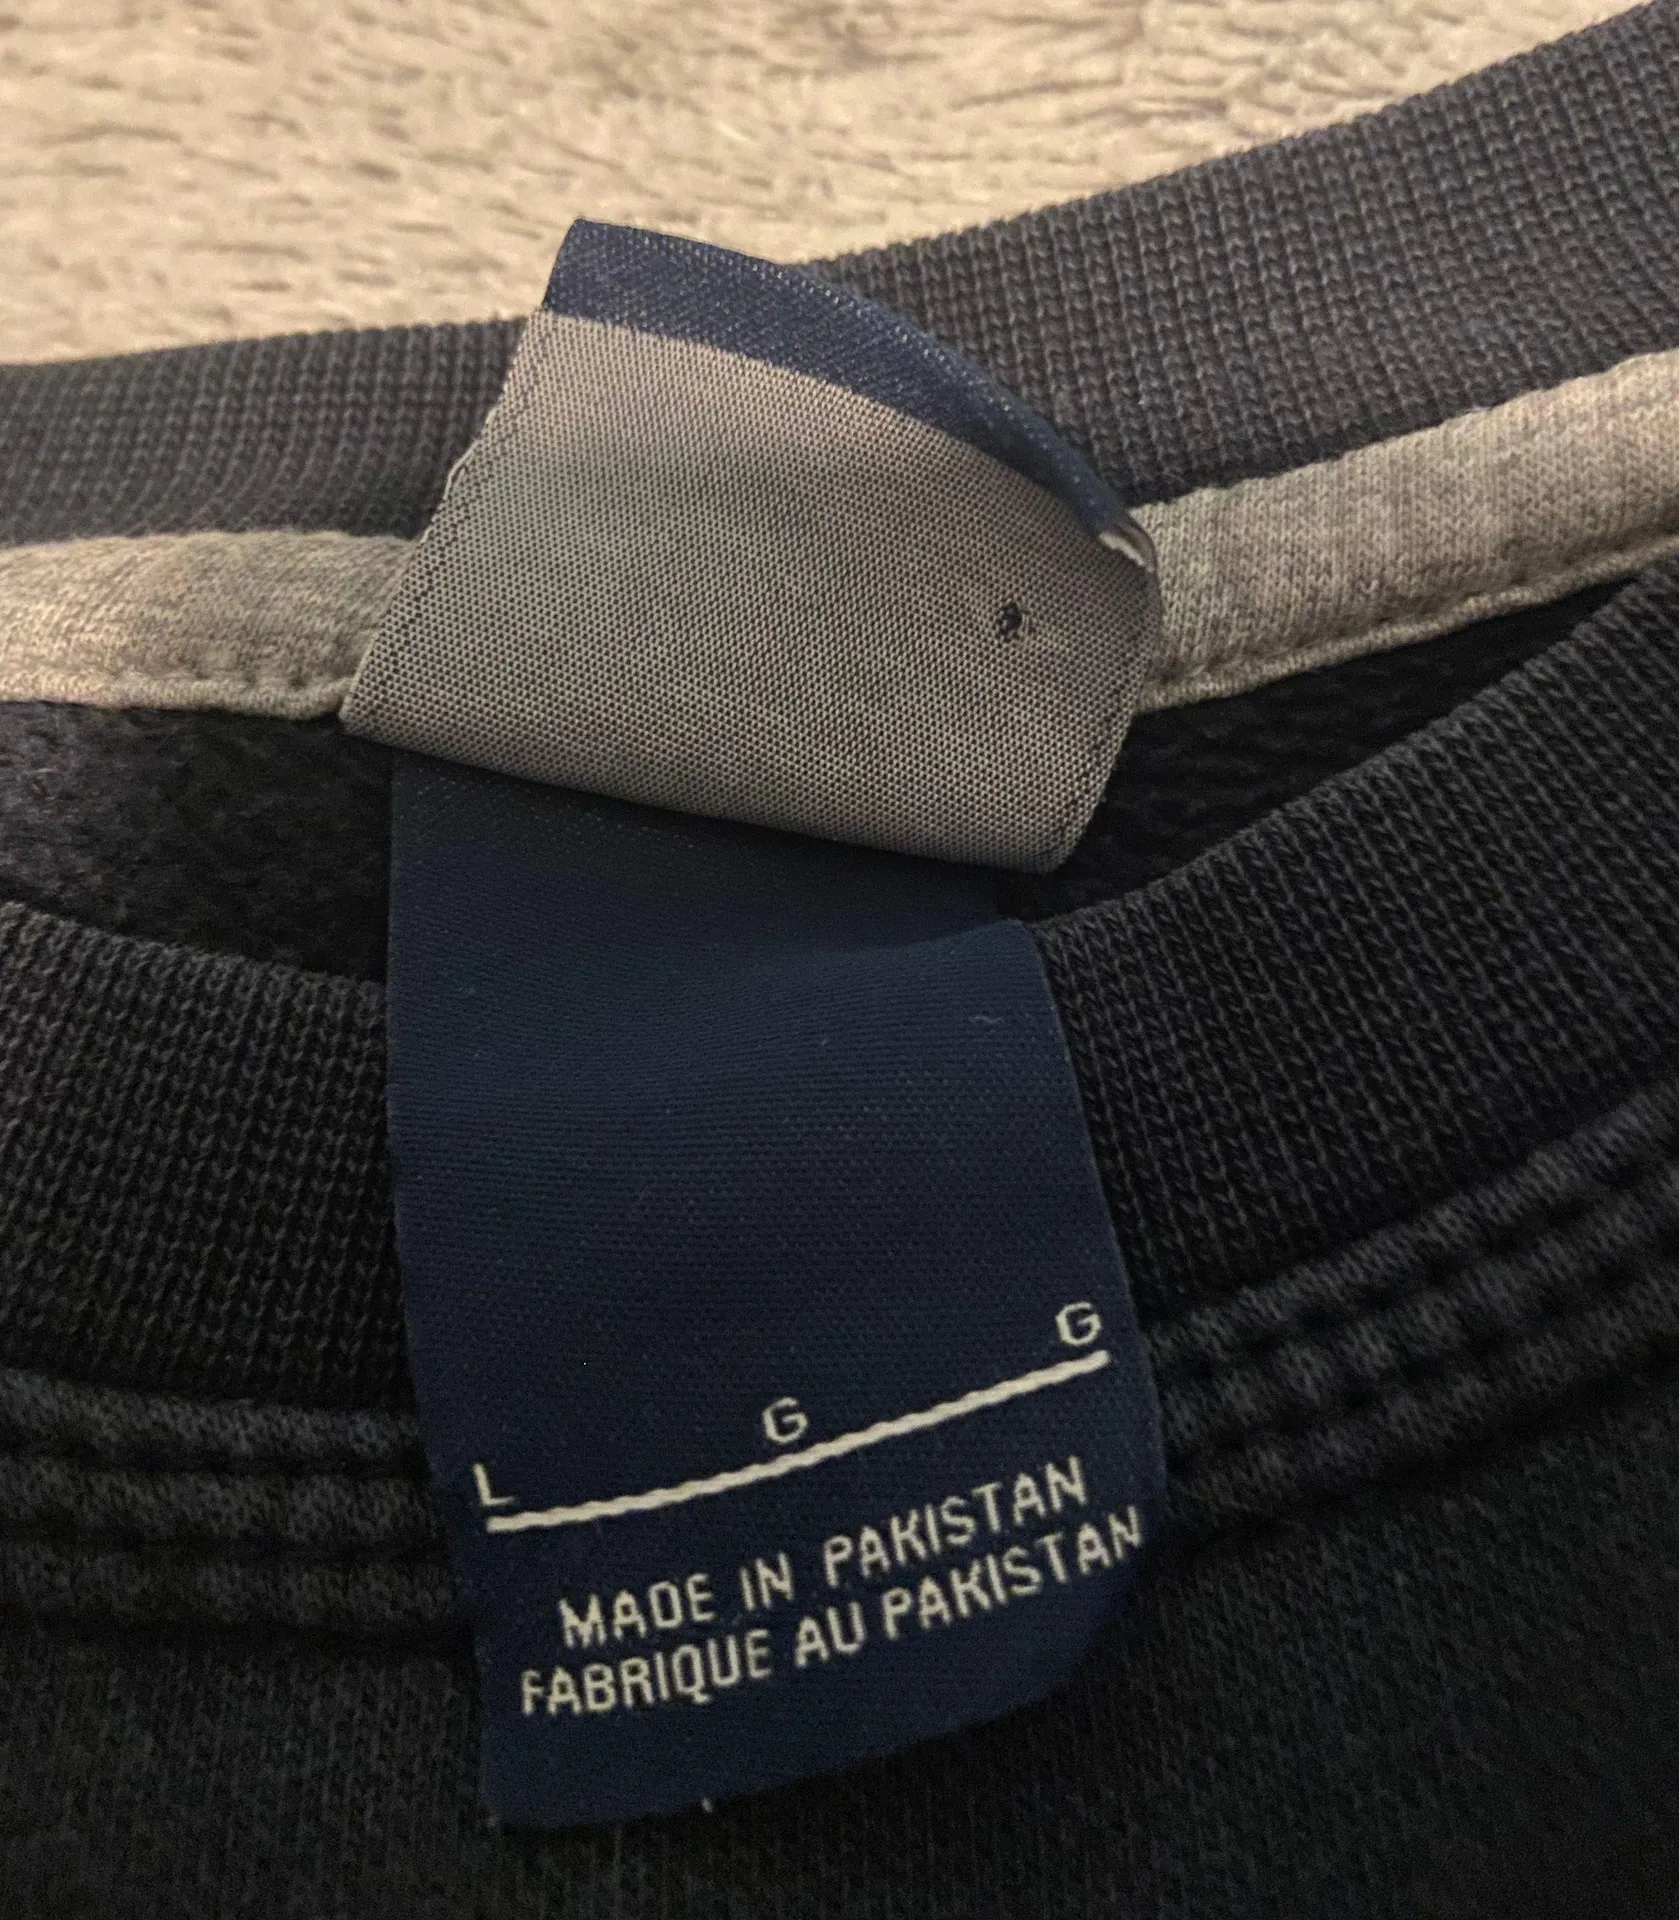 L G G
MADE IN PAKISTAN
FABRIQUE AU PAKISTAN